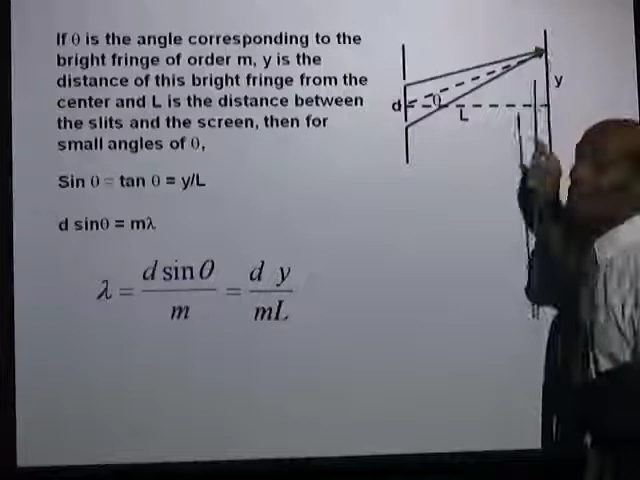 If θ is the angle corresponding to the
bright fringe of order m, y is the
distance of this bright fringe from the
center and L is the distance between
the slits and the screen, then for
small angles of θ,
Sin θ = tan θ = y/L
d sinθ = mλ
λ = d sin θ / m = d y / mL
y
d
θ
L